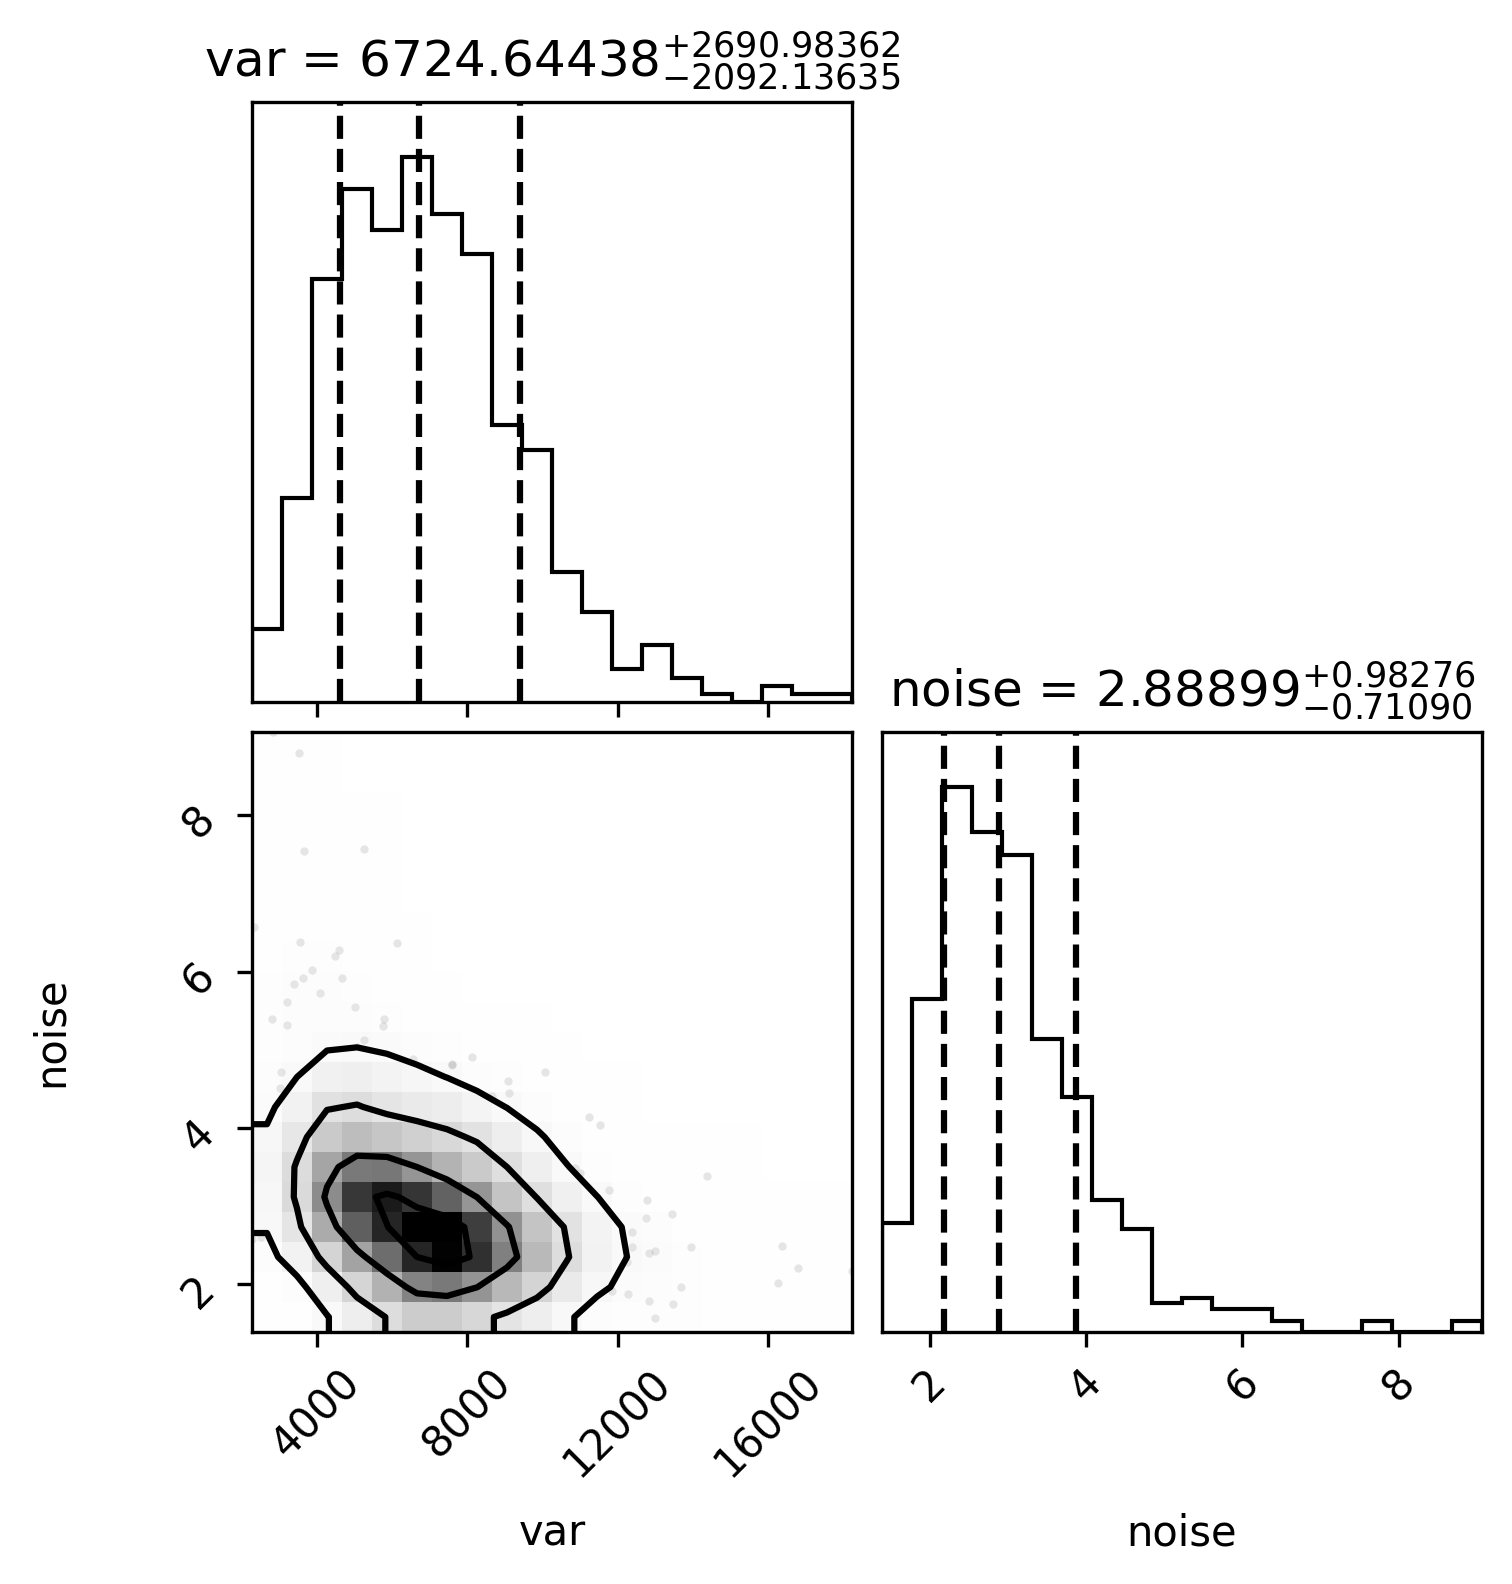 var = 6724.64438+2690.98362−2092.13635
noise = 2.88899+0.98276−0.71090
8
6
4
2
noise
4000 8000 12000 16000
2 4 6 8
var noise